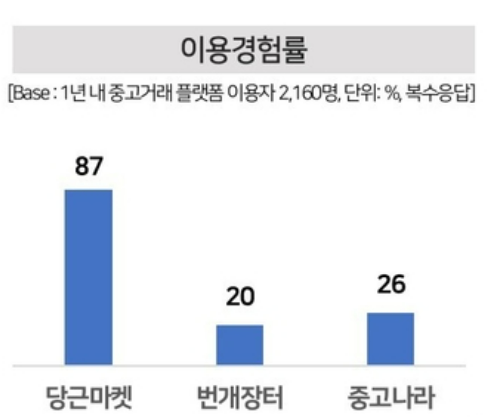 이용경험률
[Base : 1년 내 중고거래 플랫폼 이용자 2,160명, 단위: %, 복수응답]
87
20
26
당근마켓
번개장터
중고나라